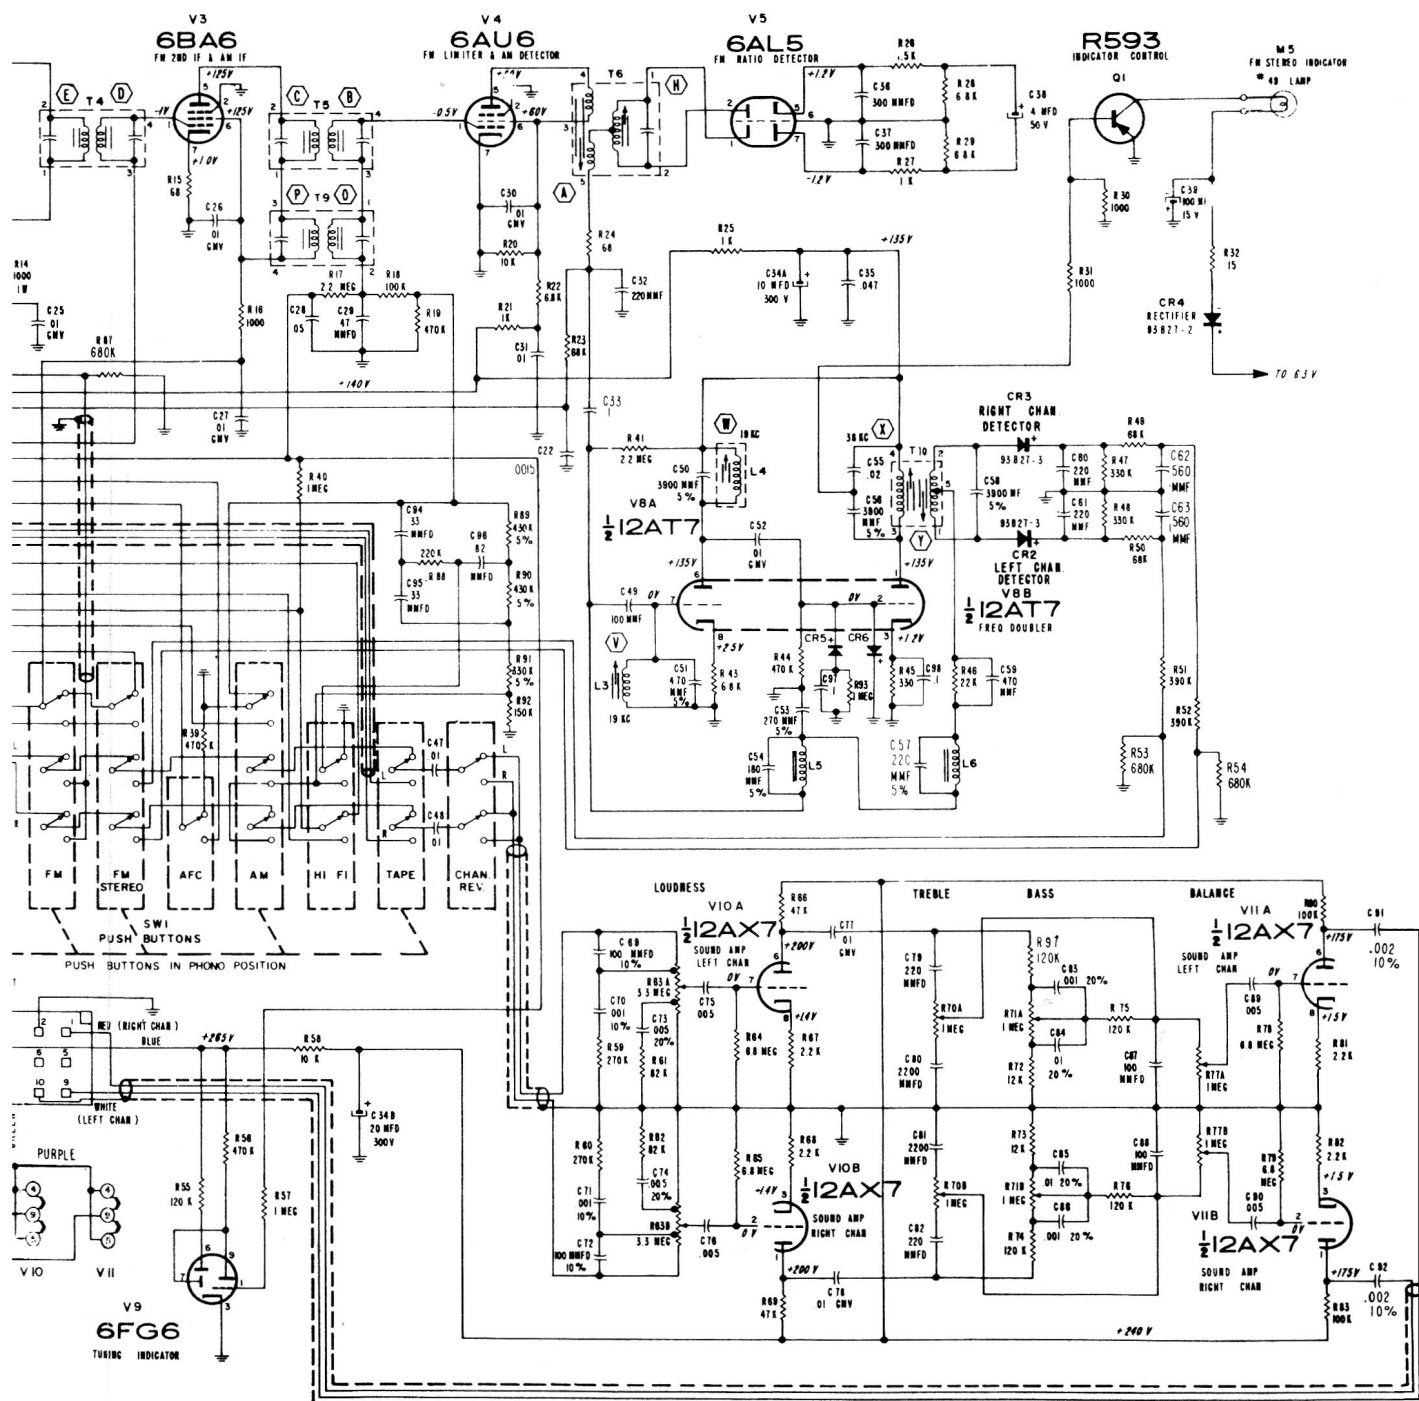 V3
6BA6
FM 2ND IF & AM IF
+125V
+125V
-1V
+1.0V
E
T4
D
R15
68
C26
.01
GMV
R14
1000
1W
C25
.01
GMV
R87
680K
R16
1000
C27
.01
GMV
C
T5
B
P
T9
O
R17
2.2 MEG
R18
100K
C28
.05
C29
47
MMFD
R19
470K
+140V
V4
6AU6
FM LIMITER & AM DETECTOR
+60V
-0.5V
C30
.01
GMV
R20
10K
R21
1K
R22
6.8K
C31
.01
R23
68K
C22
T6
H
A
R24
68
C32
220MMF
C33
.1
V5
6AL5
FM RATIO DETECTOR
+1.2V
-1.2V
C36
300 MMFD
C37
300 MMFD
R26
1.5K
R27
1K
R28
6.8K
R29
6.8K
C38
4 MFD
50 V
R593
INDICATOR CONTROL
Q1
M5
FM STEREO INDICATOR
* 49 LAMP
R30
1000
R31
1000
C39
15 V
R32
15
CR4
RECTIFIER
93B27-2
TO 6.3V
R25
1K
+135V
C34A
10 MFD
300 V
C35
.047
R41
2.2 MEG
W
19 KC
L4
C50
3900 MMF
5%
V8A
½12AT7
C52
.01
GMV
+135V
X
38 KC
T10
C55
.02
C56
3900
MMF
5%
Y
+135V
CR3
RIGHT CHAN.
DETECTOR
93B27-3
C58
3900 MF
5%
93B27-3
CR2
LEFT CHAN.
DETECTOR
V8B
½12AT7
FREQ DOUBLER
C60
220
MMF
C61
220
MMF
R47
330K
R48
330K
R49
68K
R50
68K
C62
560
MMF
C63
560
MMF
0015
R40
1MEG
C94
33
MMFD
220K
R88
C95
33
MMFD
C96
82
MMFD
R89
430K
5%
R90
430K
5%
R91
330K
5%
R92
150K
C49
100 MMF
0V
V
L3
19 KC
C51
470
MMF
5%
+2.5V
R43
6.8K
R44
470K
C53
270 MMF
5%
C54
180
MMF
5%
L5
CR5
CR6
0V
C97
.1
R93
1 MEG
+1.2V
R45
330
C98
.1
R46
22K
C59
470
MMF
C57
220
MMF
5%
L6
R51
390K
R52
390K
R53
680K
R54
680K
R39
470K
C47
.01
C48
.01
L
R
L
R
L
R
FM
FM
STEREO
AFC
AM
HI FI
TAPE
CHAN.
REV.
SW1
PUSH BUTTONS
PUSH BUTTONS IN PHONO POSITION
RED (RIGHT CHAN)
BLUE
WHITE
(LEFT CHAN.)
PURPLE
V10
V11
+265V
R58
10K
C34B
20 MFD
300V
R56
470K
R55
120K
R57
1 MEG
V9
6FG6
TUNING INDICATOR
LOUDNESS
V10A
½12AX7
SOUND AMP
LEFT CHAN
C69
100 MMFD
10%
R63A
3.3 MEG
C70
.001
10%
R59
270K
C73
.005
20%
R61
82K
C75
.005
0V
R64
6.8 MEG
R66
47K
+200V
+1.4V
R67
2.2K
C77
.01
GMV
R60
270K
C71
.001
10%
C72
100 MMFD
10%
R62
82K
C74
.005
20%
R63B
3.3 MEG
C76
.005
R65
6.8 MEG
R68
2.2K
+1.4V
0V
V10B
½12AX7
SOUND AMP
RIGHT CHAN
+200V
R69
47K
C78
.01 GMV
TREBLE
C79
220
MMFD
R70A
1MEG
C80
2200
MMFD
C81
2200
MMFD
R70B
1MEG
C82
220
MMFD
BASS
R97
120K
C83
.001 20%
R71A
1 MEG
C84
.01
20%
R72
12K
R75
120K
R73
12K
C85
.01 20%
R71B
1 MEG
C86
.001 20%
R74
120K
R76
120K
C87
100
MMFD
C88
100
MMFD
BALANCE
R77A
1MEG
R77B
1 MEG
V11A
½12AX7
SOUND AMP
LEFT CHAN
R80
100K
+175V
C91
.002
10%
0V
C89
.005
R78
6.8 MEG
+1.5V
R81
2.2K
R79
6.8
MEG
R82
2.2K
+1.5V
C90
.005
0V
V11B
½12AX7
SOUND AMP
RIGHT CHAN
+175V
C92
.002
10%
R83
100K
+240V